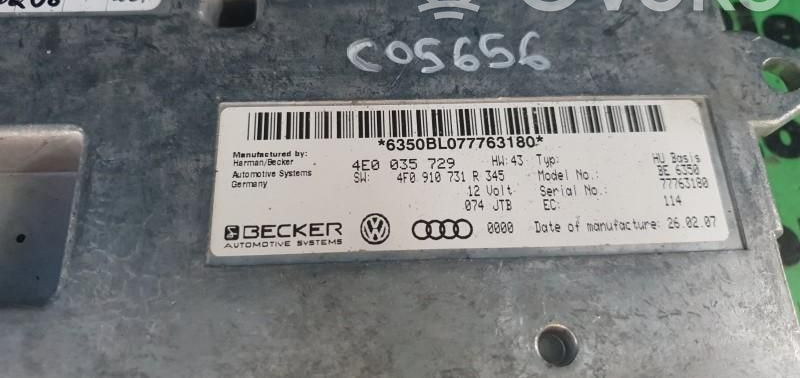 C05656
*6350BL077763180*
Manufactured by:
Harman/Becker
Automotive Systems
Germany
4E0 035 729 HW:43 Typ: HU Basis
SW: 4F0 910 731 R 345 Model No.: BE 6350
12 Volt Serial No.: 77763180
074 JTB EC: 114
BECKER
AUTOMOTIVE SYSTEMS
0000 Date of manufacture: 26.02.07